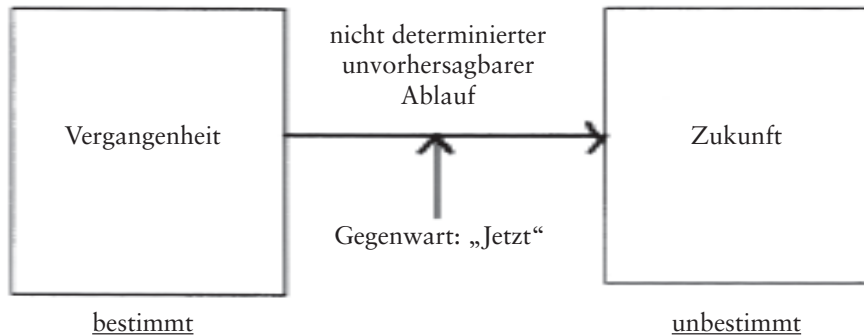 nicht determinierter
unvorhersagbarer
Ablauf
Vergangenheit
Zukunft
Gegenwart: „Jetzt“
bestimmt
unbestimmt